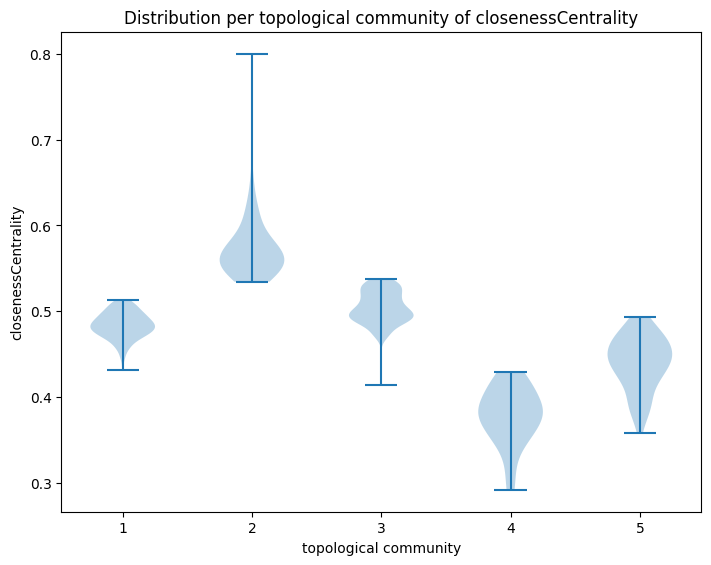 Distribution per topological community of closenessCentrality
0.8
0.7
0.6
0.5
0.4
0.3
closenessCentrality
1 2 3 4 5
topological community